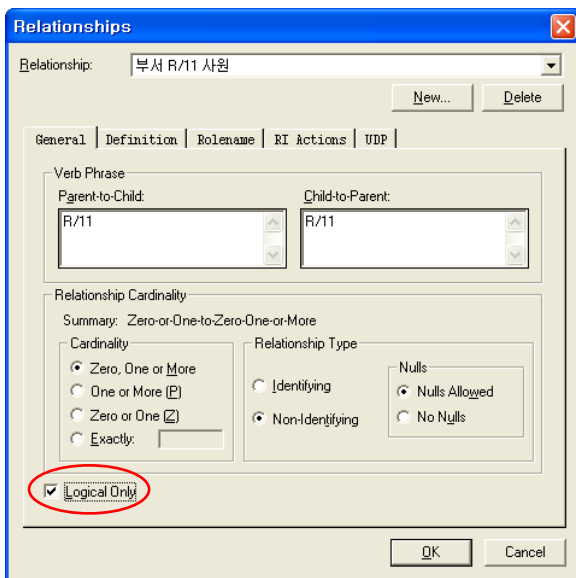 Relationships
Relationship: 부서 R/11 사원
New... Delete
General Definition Rolename RI Actions UDP
Verb Phrase
Parent-to-Child: Child-to-Parent:
R/11 R/11
Relationship Cardinality
Summary: Zero-or-One-to-Zero-One-or-More
Cardinality Relationship Type
Zero, One or More
One or More (P)
Zero or One (Z)
Exactly:
Identifying
Non-Identifying
Nulls
Nulls Allowed
No Nulls
Logical Only
OK Cancel